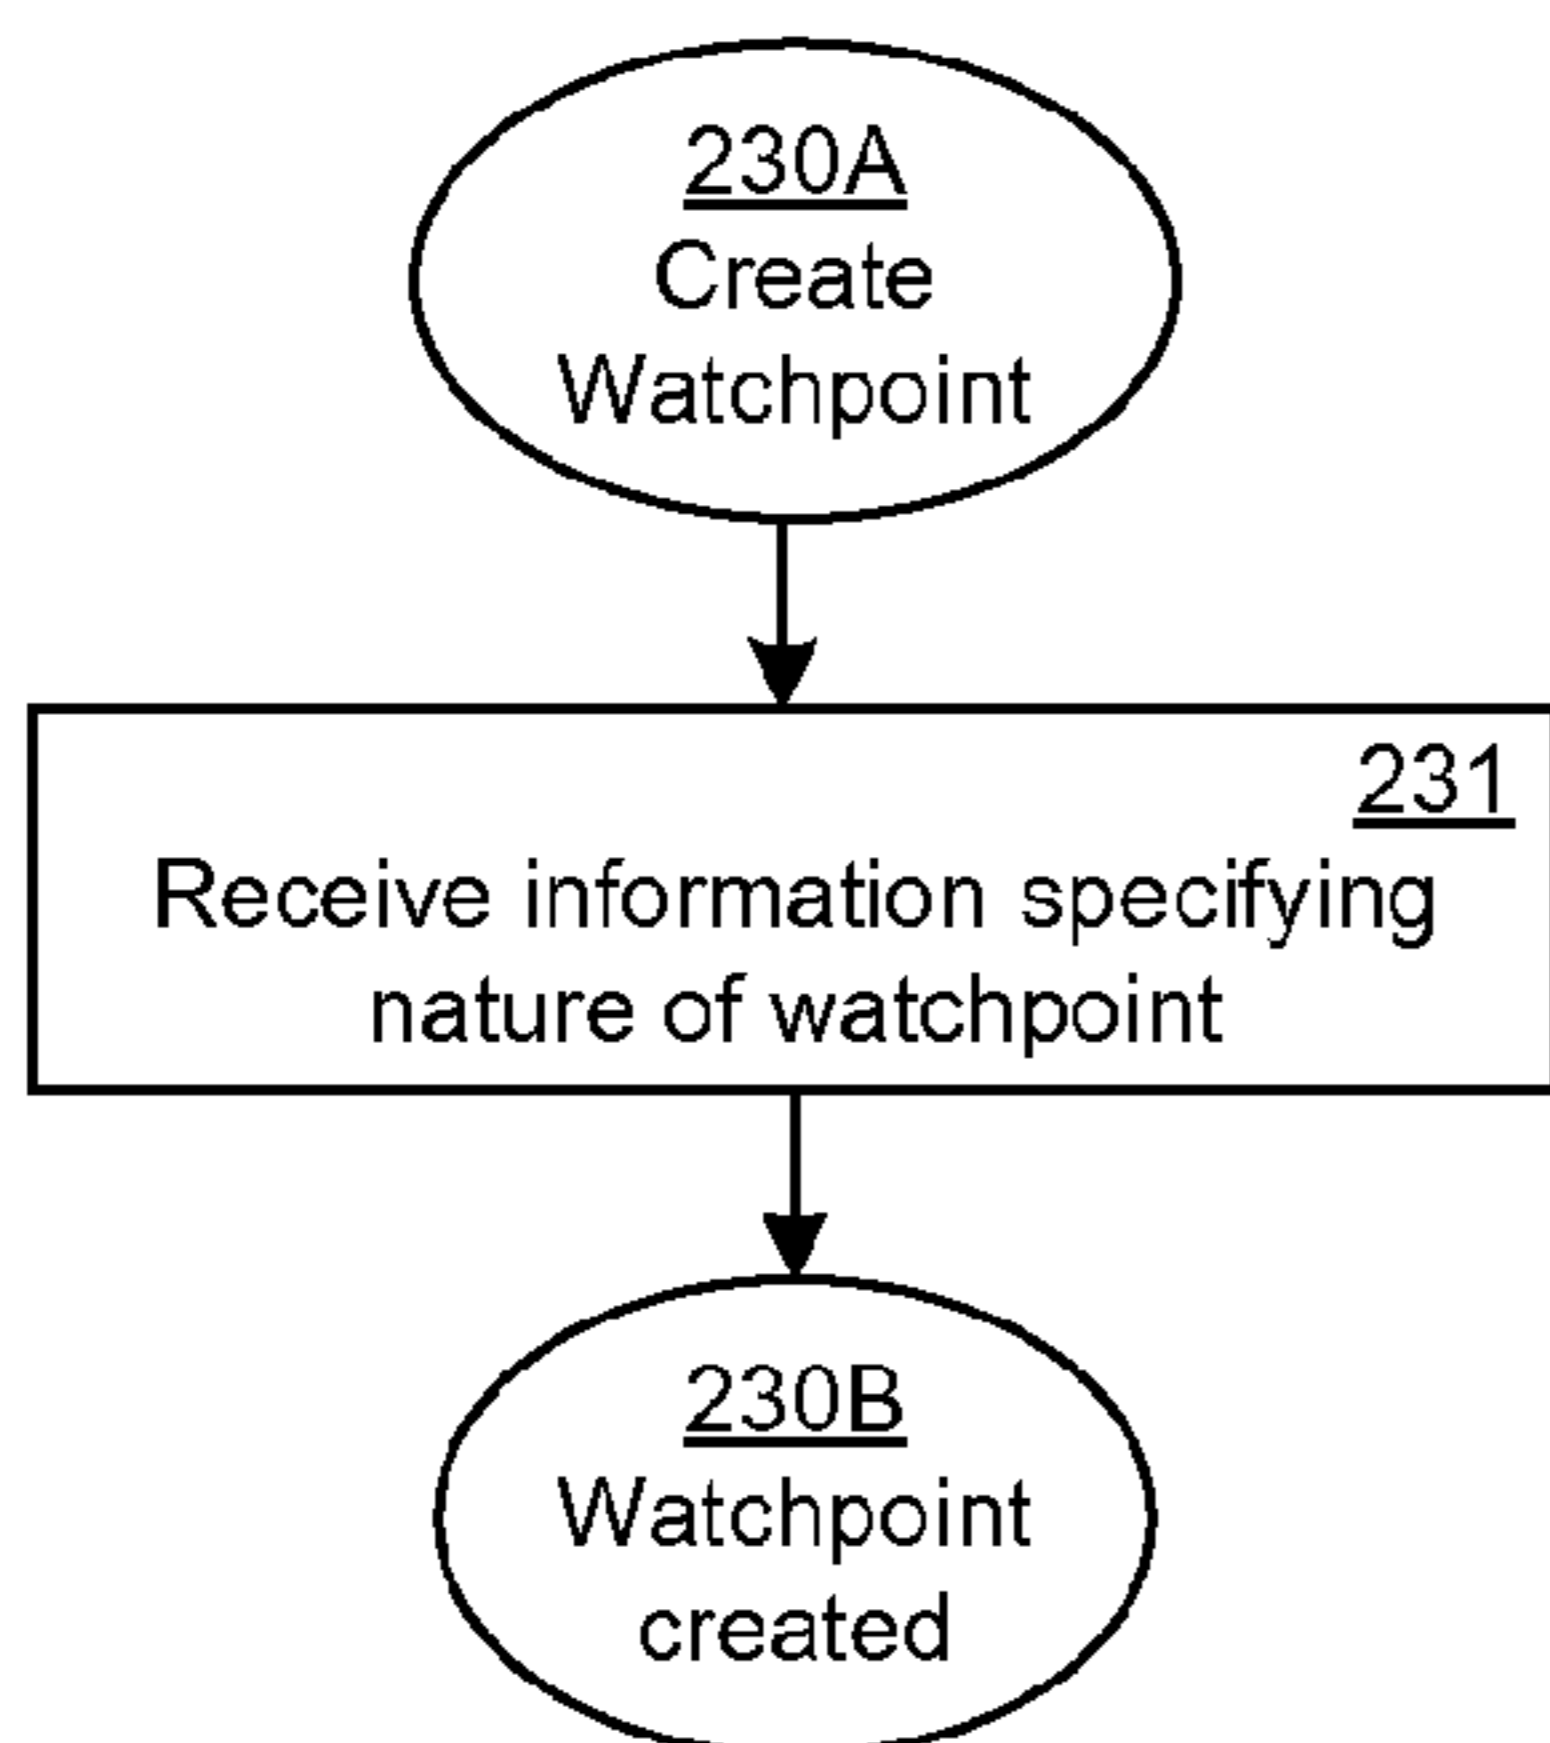 230A
Create
Watchpoint
231
Receive information specifying
nature of watchpoint
230B
Watchpoint
created